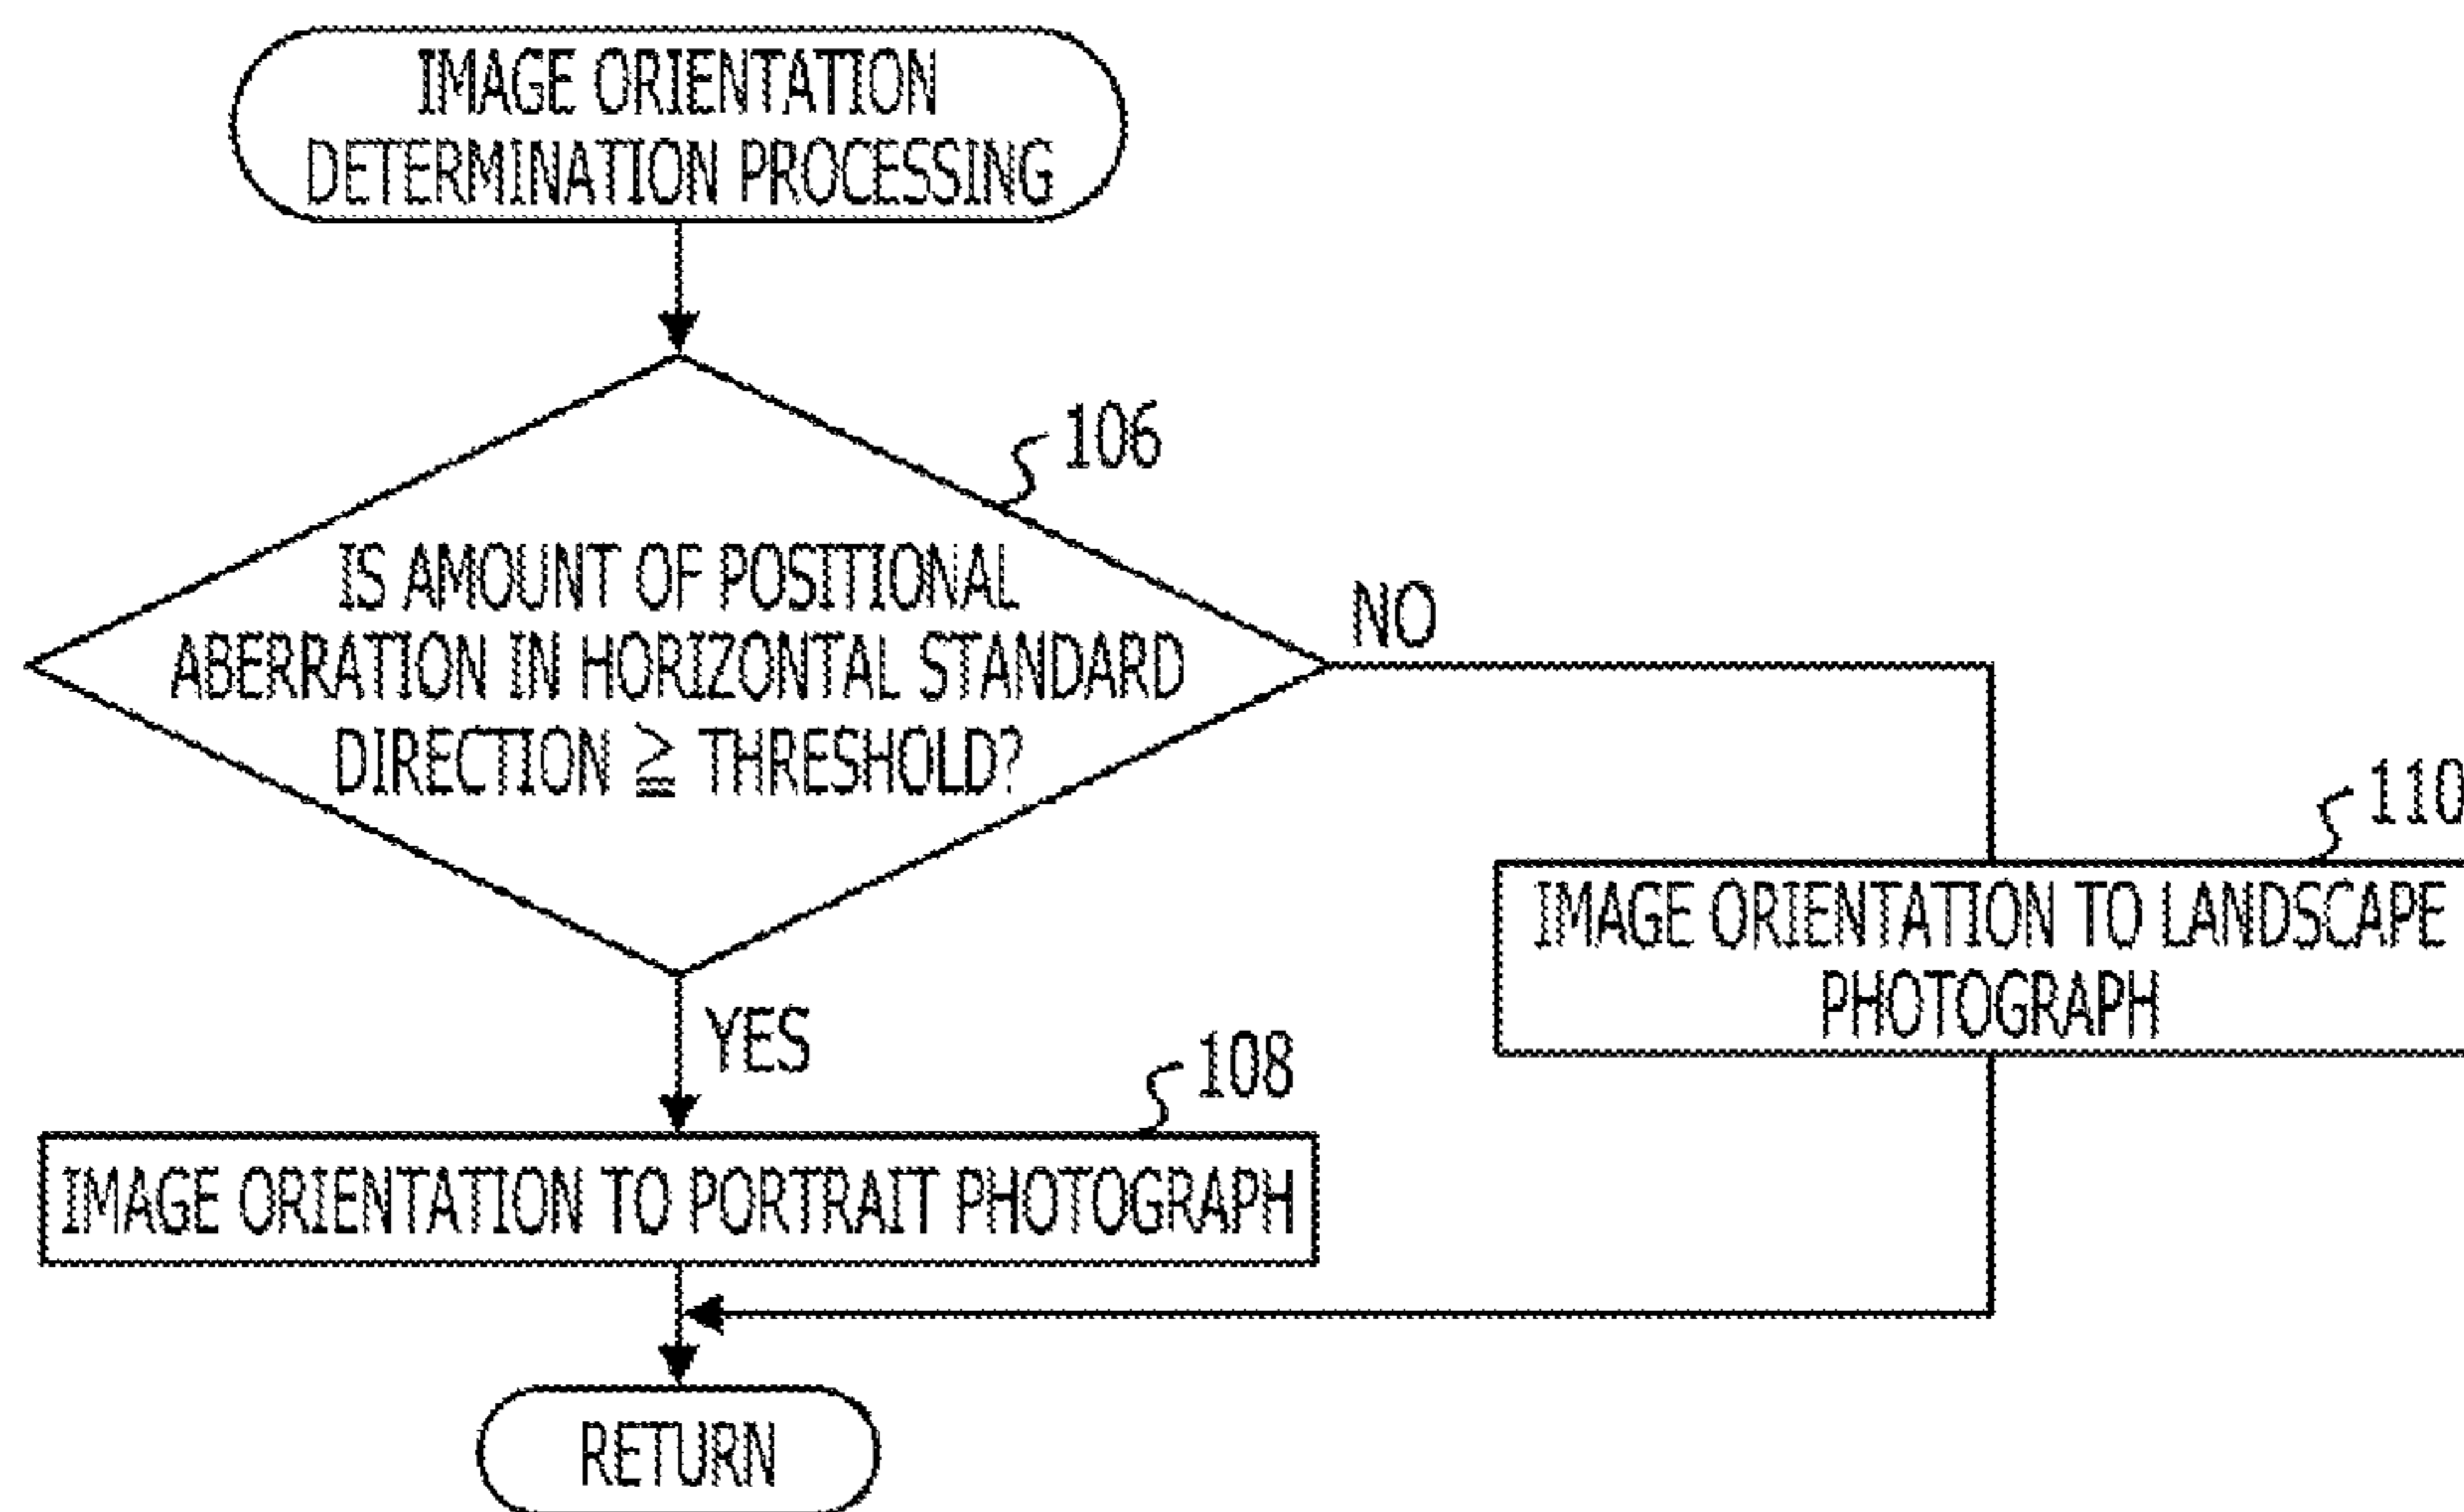 IMAGE ORIENTATION
DETERMINATION PROCESSING
106
IS AMOUNT OF POSITIONAL
ABERRATION IN HORIZONTAL STANDARD
DIRECTION ≧ THRESHOLD?
NO
110
IMAGE ORIENTATION TO LANDSCAPE
PHOTOGRAPH
YES
108
IMAGE ORIENTATION TO PORTRAIT PHOTOGRAPH
RETURN